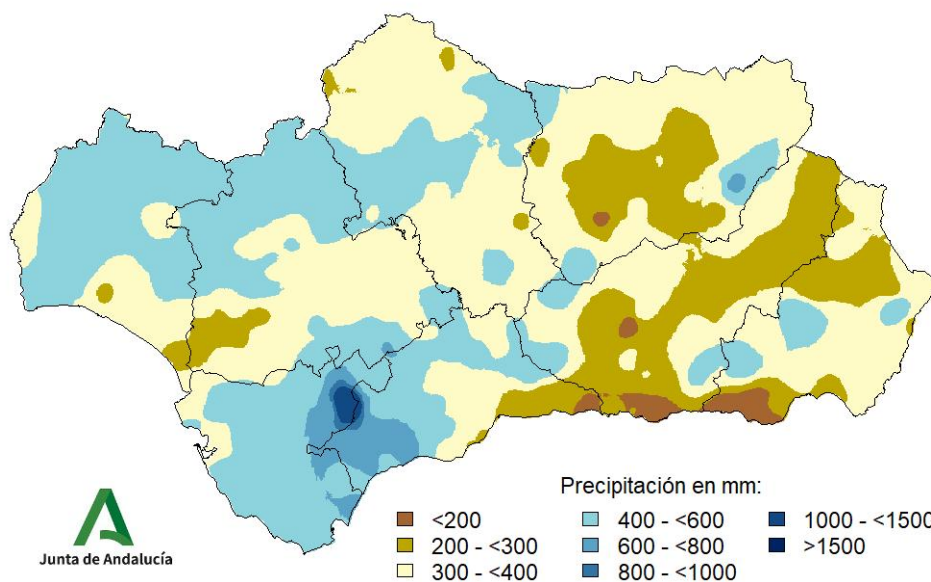 Precipitación en mm:
<200
400 - <600
1000 - <1500
200 - <300
600 - <800
>1500
300 - <400
800 - <1000
Junta de Andalucía